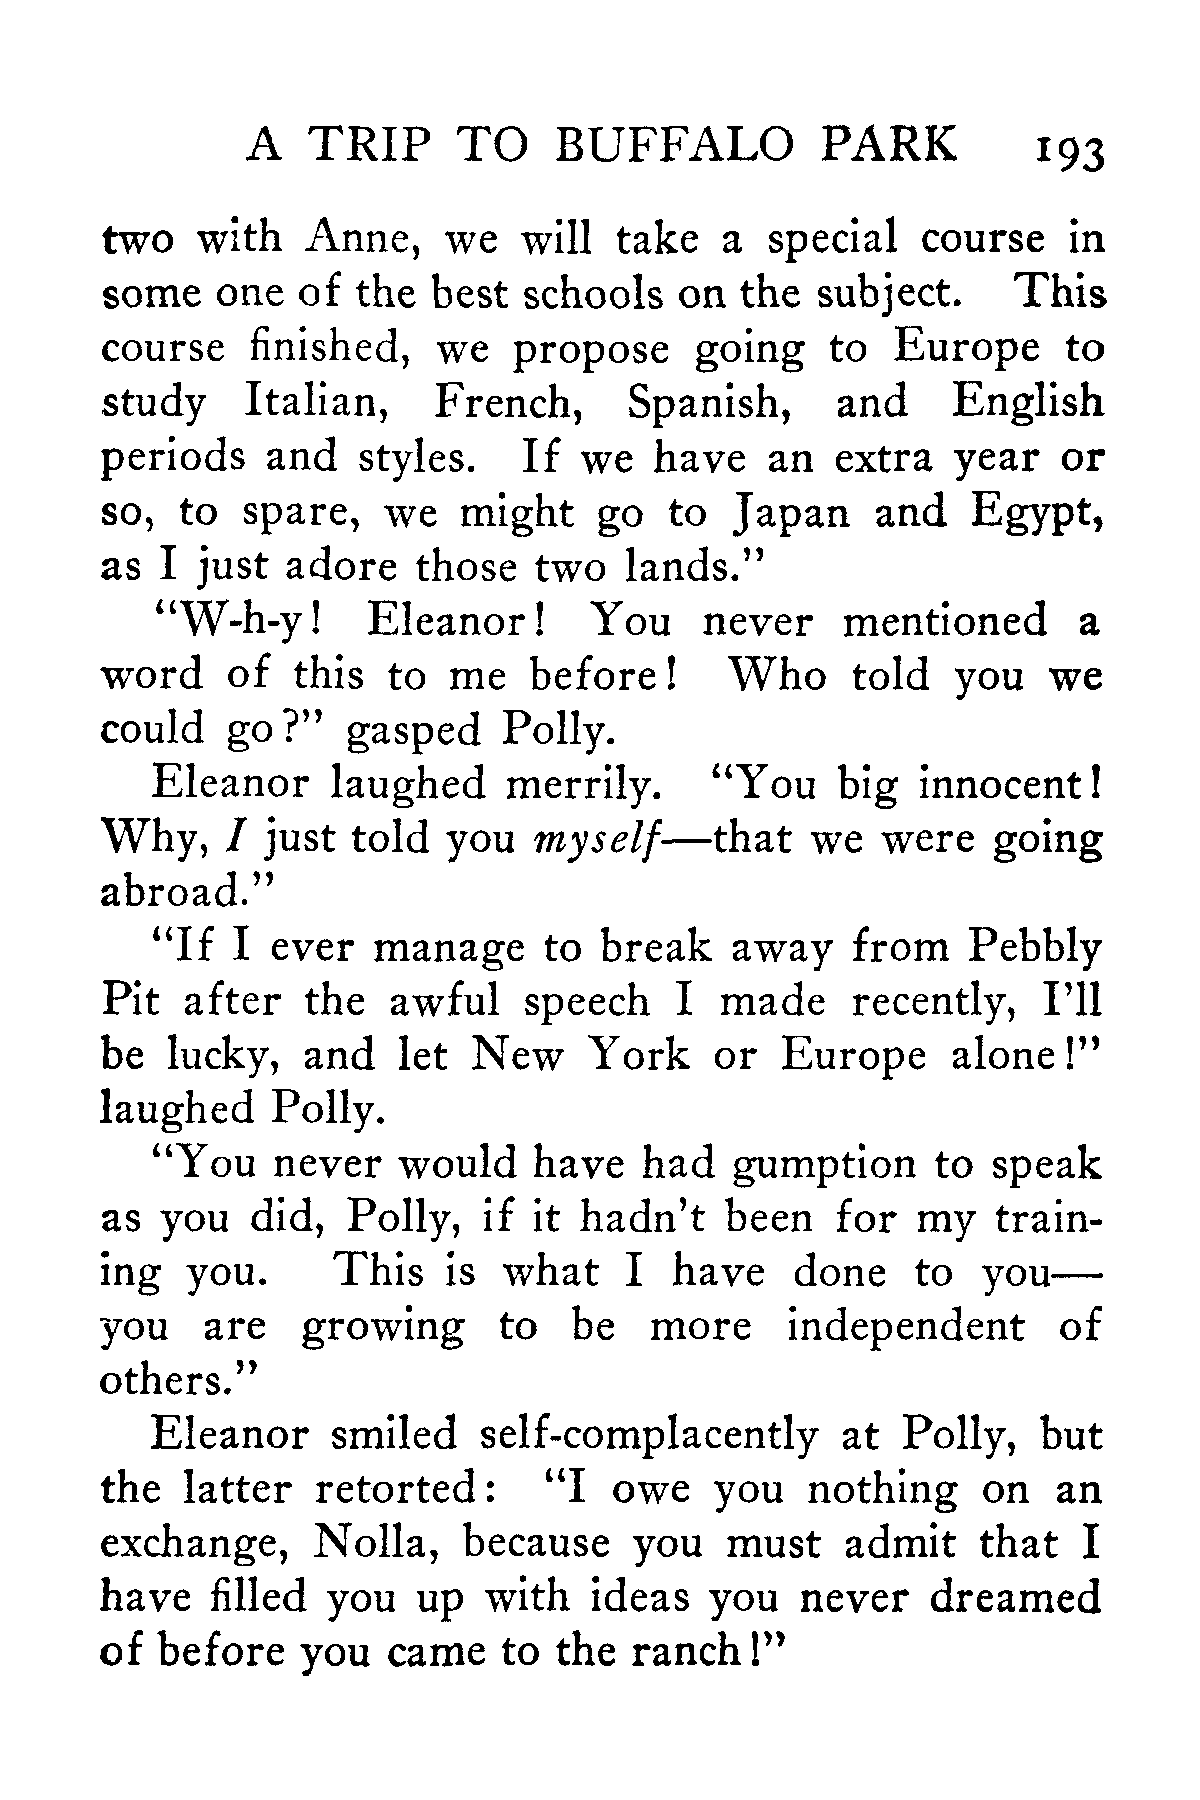 A TRIP TO BUFFALO PARK 193
two with Anne, we will take a special course in
some one of the best schools on the subject. This
course finished, we propose going to Europe to
study Italian, French, Spanish, and English
periods and styles. If we have an extra year or
so, to spare, we might go to Japan and Egypt,
as I just adore those two lands."
"W-h-y! Eleanor! You never mentioned a
word of this to me before! Who told you we
could go?" gasped Polly.
Eleanor laughed merrily. "You big innocent!
Why, I just told you myself—that we were going
abroad."
"If I ever manage to break away from Pebbly
Pit after the awful speech I made recently, I'll
be lucky, and let New York or Europe alone!"
laughed Polly.
"You never would have had gumption to speak
as you did, Polly, if it hadn't been for my train-
ing you. This is what I have done to you—
you are growing to be more independent of
others."
Eleanor smiled self-complacently at Polly, but
the latter retorted: "I owe you nothing on an
exchange, Nolla, because you must admit that I
have filled you up with ideas you never dreamed
of before you came to the ranch!"